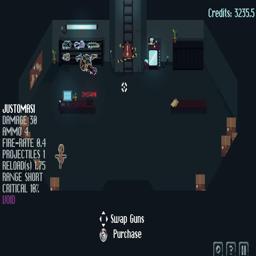 Credits: 3235.5
JUSTOMASI
DAMAGE 30
AMMO 4
FIRE-RATE 0.4
PROJECTILES 1
RELOAD(s) 1.75
RANGE SHORT
CRITICAL 10%
VOID
Swap Guns
Purchase
?